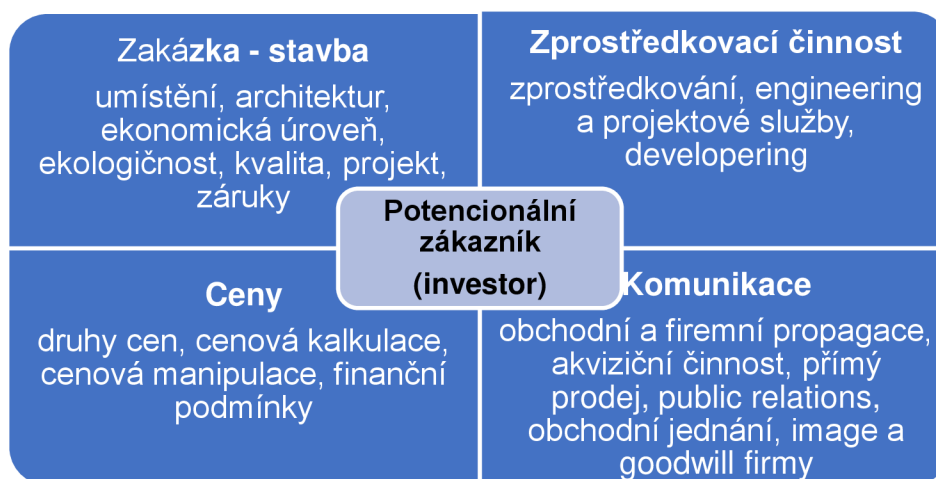 Zakázka - stavba
umístění, architektur,
ekonomická úroveň,
ekologičnost, kvalita, projekt,
záruky
Zprostředkovací činnost
zprostředkování, engineering
a projektové služby,
developering
Potencionální
zákazník
(investor)
Ceny
druhy cen, cenová kalkulace,
cenová manipulace, finanční
podmínky
Komunikace
obchodní a firemní propagace,
akviziční činnost, přímý
prodej, public relations,
obchodní jednání, image a
goodwill firmy